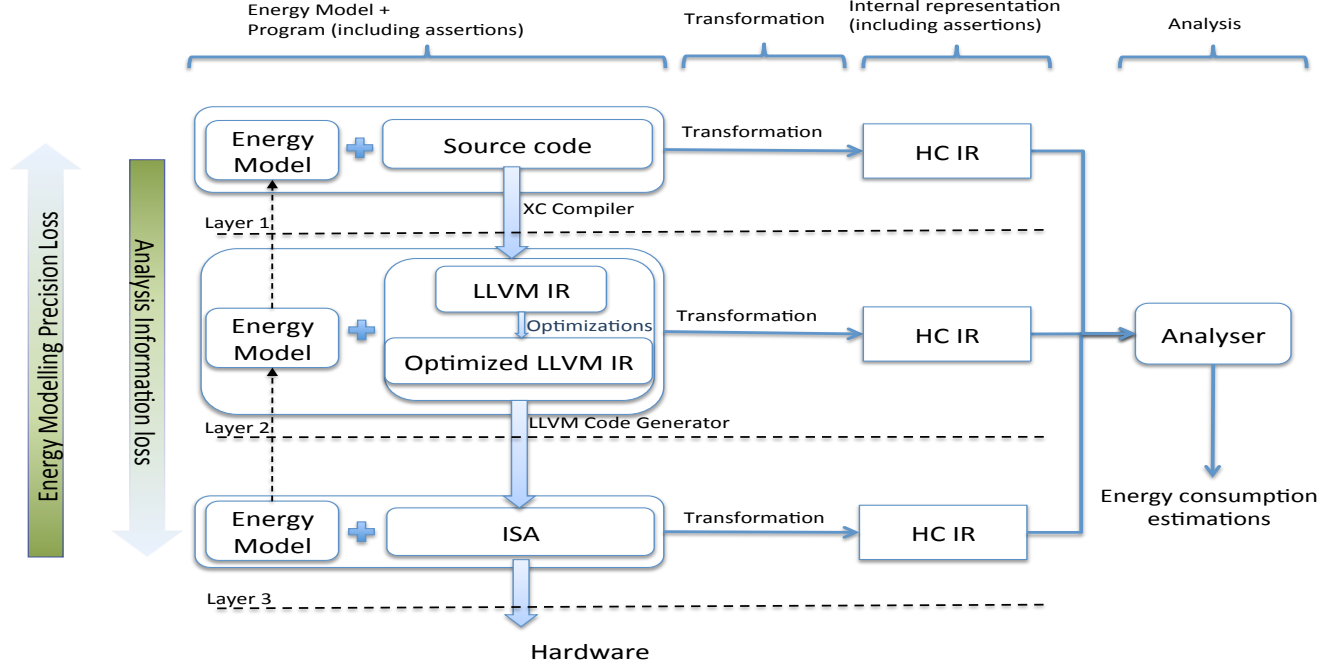 Energy Model +
Program (including assertions)
Transformation
Internal representation
(including assertions)
Analysis
Energy Modelling Precision Loss
Analysis Information loss
Energy
Model
Source code
Transformation
HC IR
XC Compiler
Layer 1
LLVM IR
Optimizations
Optimized LLVM IR
Energy
Model
Transformation
HC IR
Analyser
LLVM Code Generator
Layer 2
Energy consumption
estimations
Energy
Model
ISA
Transformation
HC IR
Layer 3
Hardware